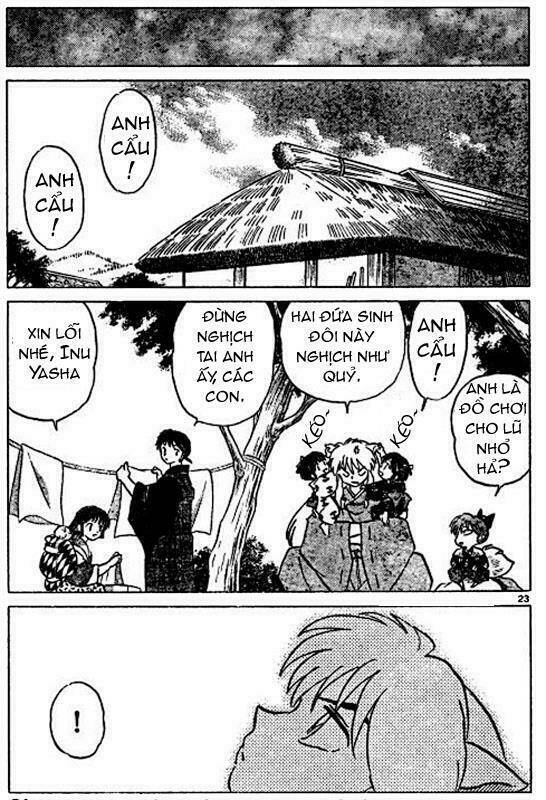 ANH
CẨU
!
ANH
CẨU
!
ANH
CẨU
!
HAI ĐỨA SINH
ĐÔI NÀY
NGHỊCH NHƯ
QUỶ.
ĐỪNG
NGHỊCH
TAI ANH
ẤY, CÁC
CON.
XIN LỖI
NHÉ, INU
YASHA
ANH LÀ
ĐỒ CHƠI
CHO LŨ
NHỎ
HẢ?
KÉO~
KÉO~
23
!